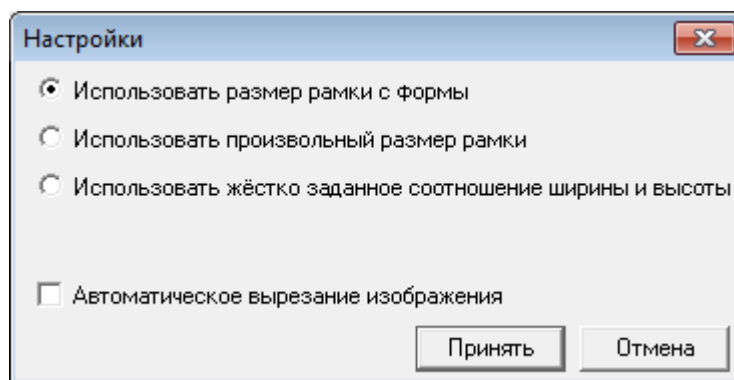 Настройки
Использовать размер рамки с формы
Использовать произвольный размер рамки
Использовать жёстко заданное соотношение ширины и высоты
Автоматическое вырезание изображения
Принять Отмена